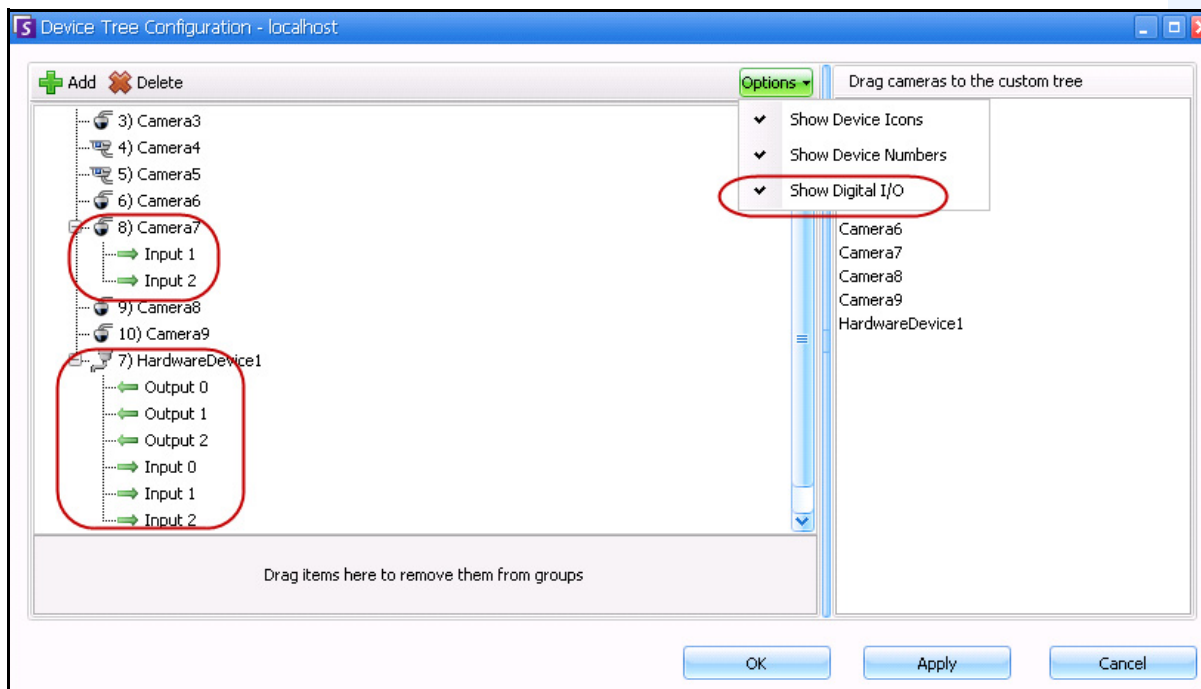 Device Tree Configuration - localhost
Add Delete Options Drag cameras to the custom tree
3) Camera3
4) Camera4
5) Camera5
6) Camera6
8) Camera7
Input 1
Input 2
9) Camera8
10) Camera9
7) HardwareDevice1
Output 0
Output 1
Output 2
Input 0
Input 1
Input 2
Drag items here to remove them from groups
Show Device Icons
Show Device Numbers
Show Digital I/O
Camera6
Camera7
Camera8
Camera9
HardwareDevice1
OK Apply Cancel